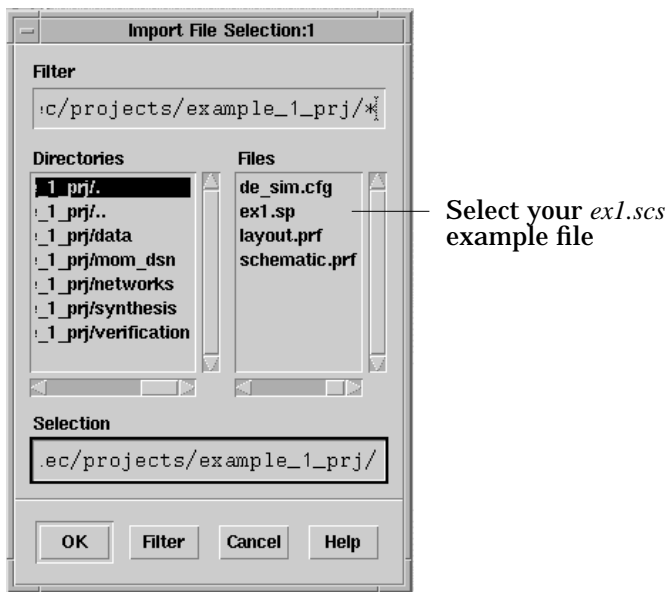 Import File Selection:1
Filter
c/projects/example_1_prj/*
Directories
Files
_1_prj/.
_1_prj/..
_1_prj/data
_1_prj/mom_dsn
_1_prj/networks
_1_prj/synthesis
_1_prj/verification
de_sim.cfg
ex1.sp
layout.prf
schematic.prf
Select your ex1.scs
example file
Selection
.ec/projects/example_1_prj/
OK Filter Cancel Help